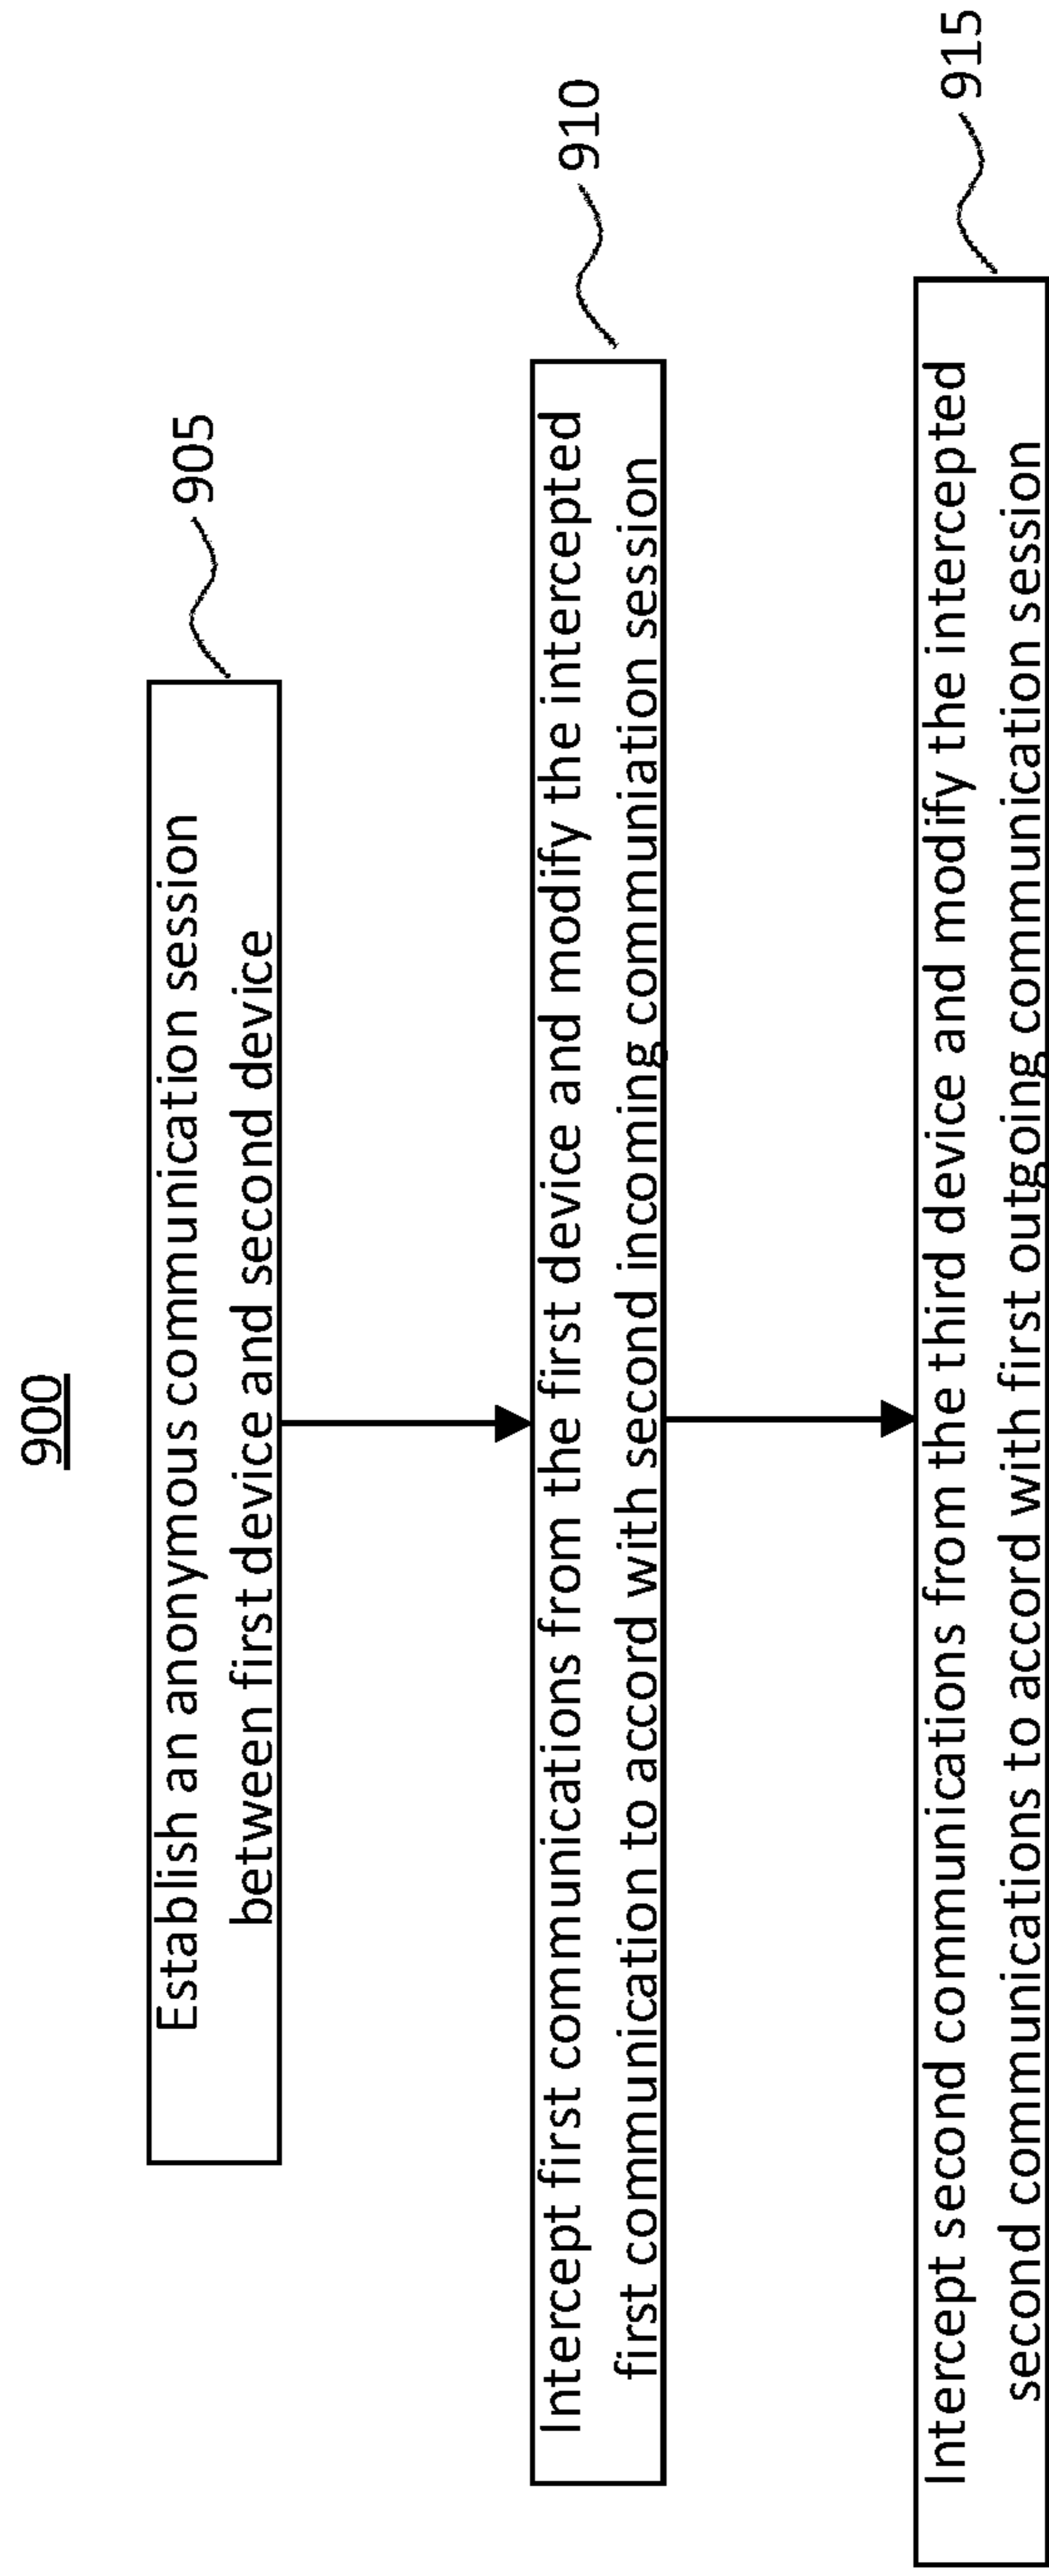 900
Establish an anonymous communication session
between first device and second device
905
Intercept first communications from the first device and modify the intercepted
first communication to accord with second incoming communiation session
910
Intercept second communications from the third device and modify the intercepted
second communications to accord with first outgoing communication session
915